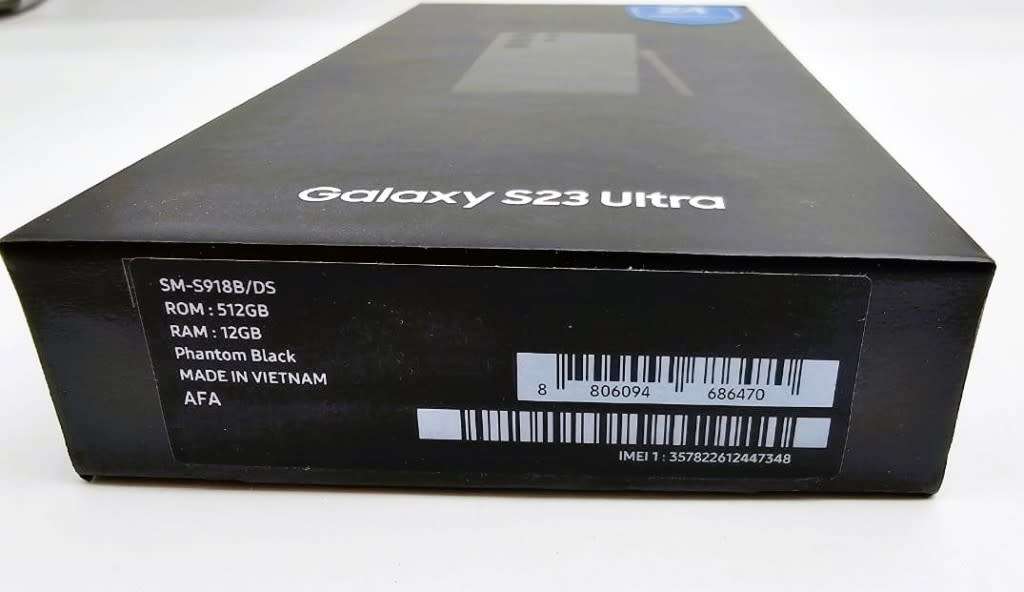 Galaxy S23 Ultra
SM-S918B/DS
ROM : 512GB
RAM : 12GB
Phantom Black
MADE IN VIETNAM
AFA
8 806094 686470
IMEI 1 : 357822612447348